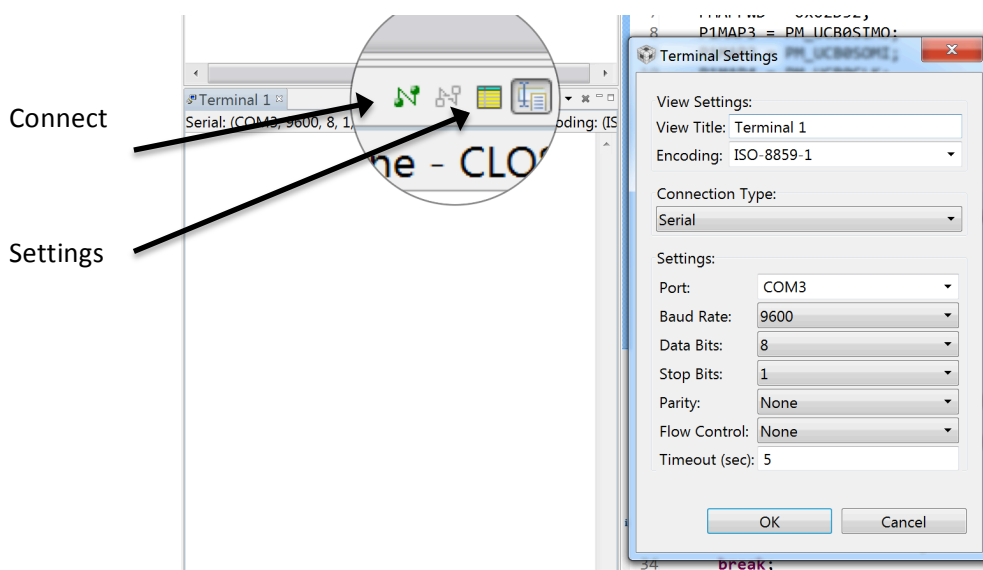 8 P1MAP3 = PM_UCB0SIMO;
Terminal Settings
Connect
Settings
Terminal 1
Serial: (COM3, 9600, 8, 1,
oding: (IS
ne - CLOS
View Settings:
View Title: Terminal 1
Encoding: ISO-8859-1
Connection Type:
Serial
Settings:
Port: COM3
Baud Rate: 9600
Data Bits: 8
Stop Bits: 1
Parity: None
Flow Control: None
Timeout (sec): 5
OK Cancel
34 break;